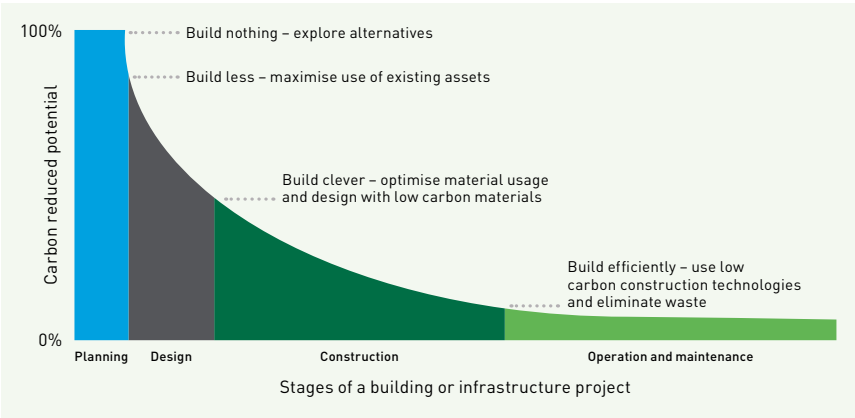 100%
Build nothing – explore alternatives
Build less – maximise use of existing assets
Carbon reduced potential
Build clever – optimise material usage
and design with low carbon materials
Build efficiently – use low
carbon construction technologies
and eliminate waste
0%
Planning
Design
Construction
Operation and maintenance
Stages of a building or infrastructure project